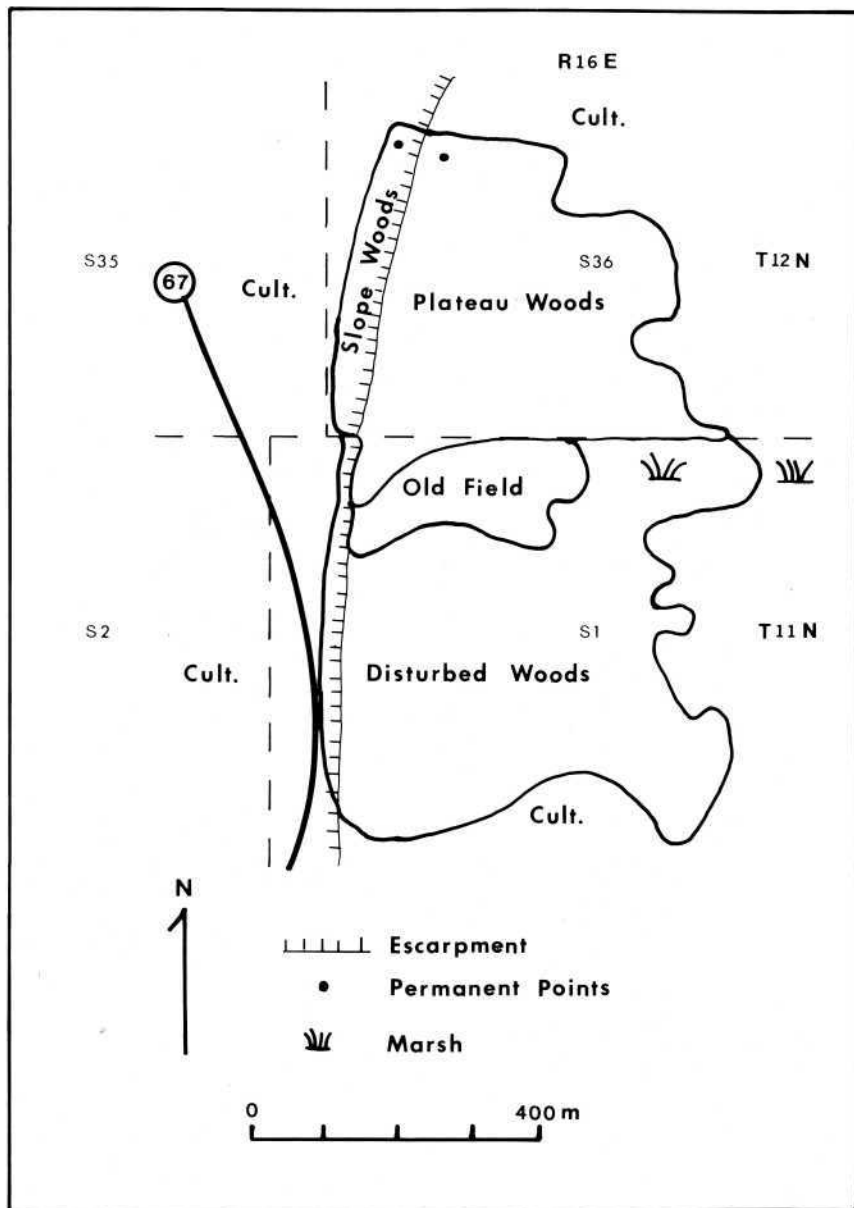 R16E
Cult.
Slope Woods
S35
67
Cult.
S36
T12N
Plateau Woods
Old Field
S2
S1
T11N
Cult.
Disturbed Woods
Cult.
N
Escarpment
Permanent Points
Marsh
0 400 m